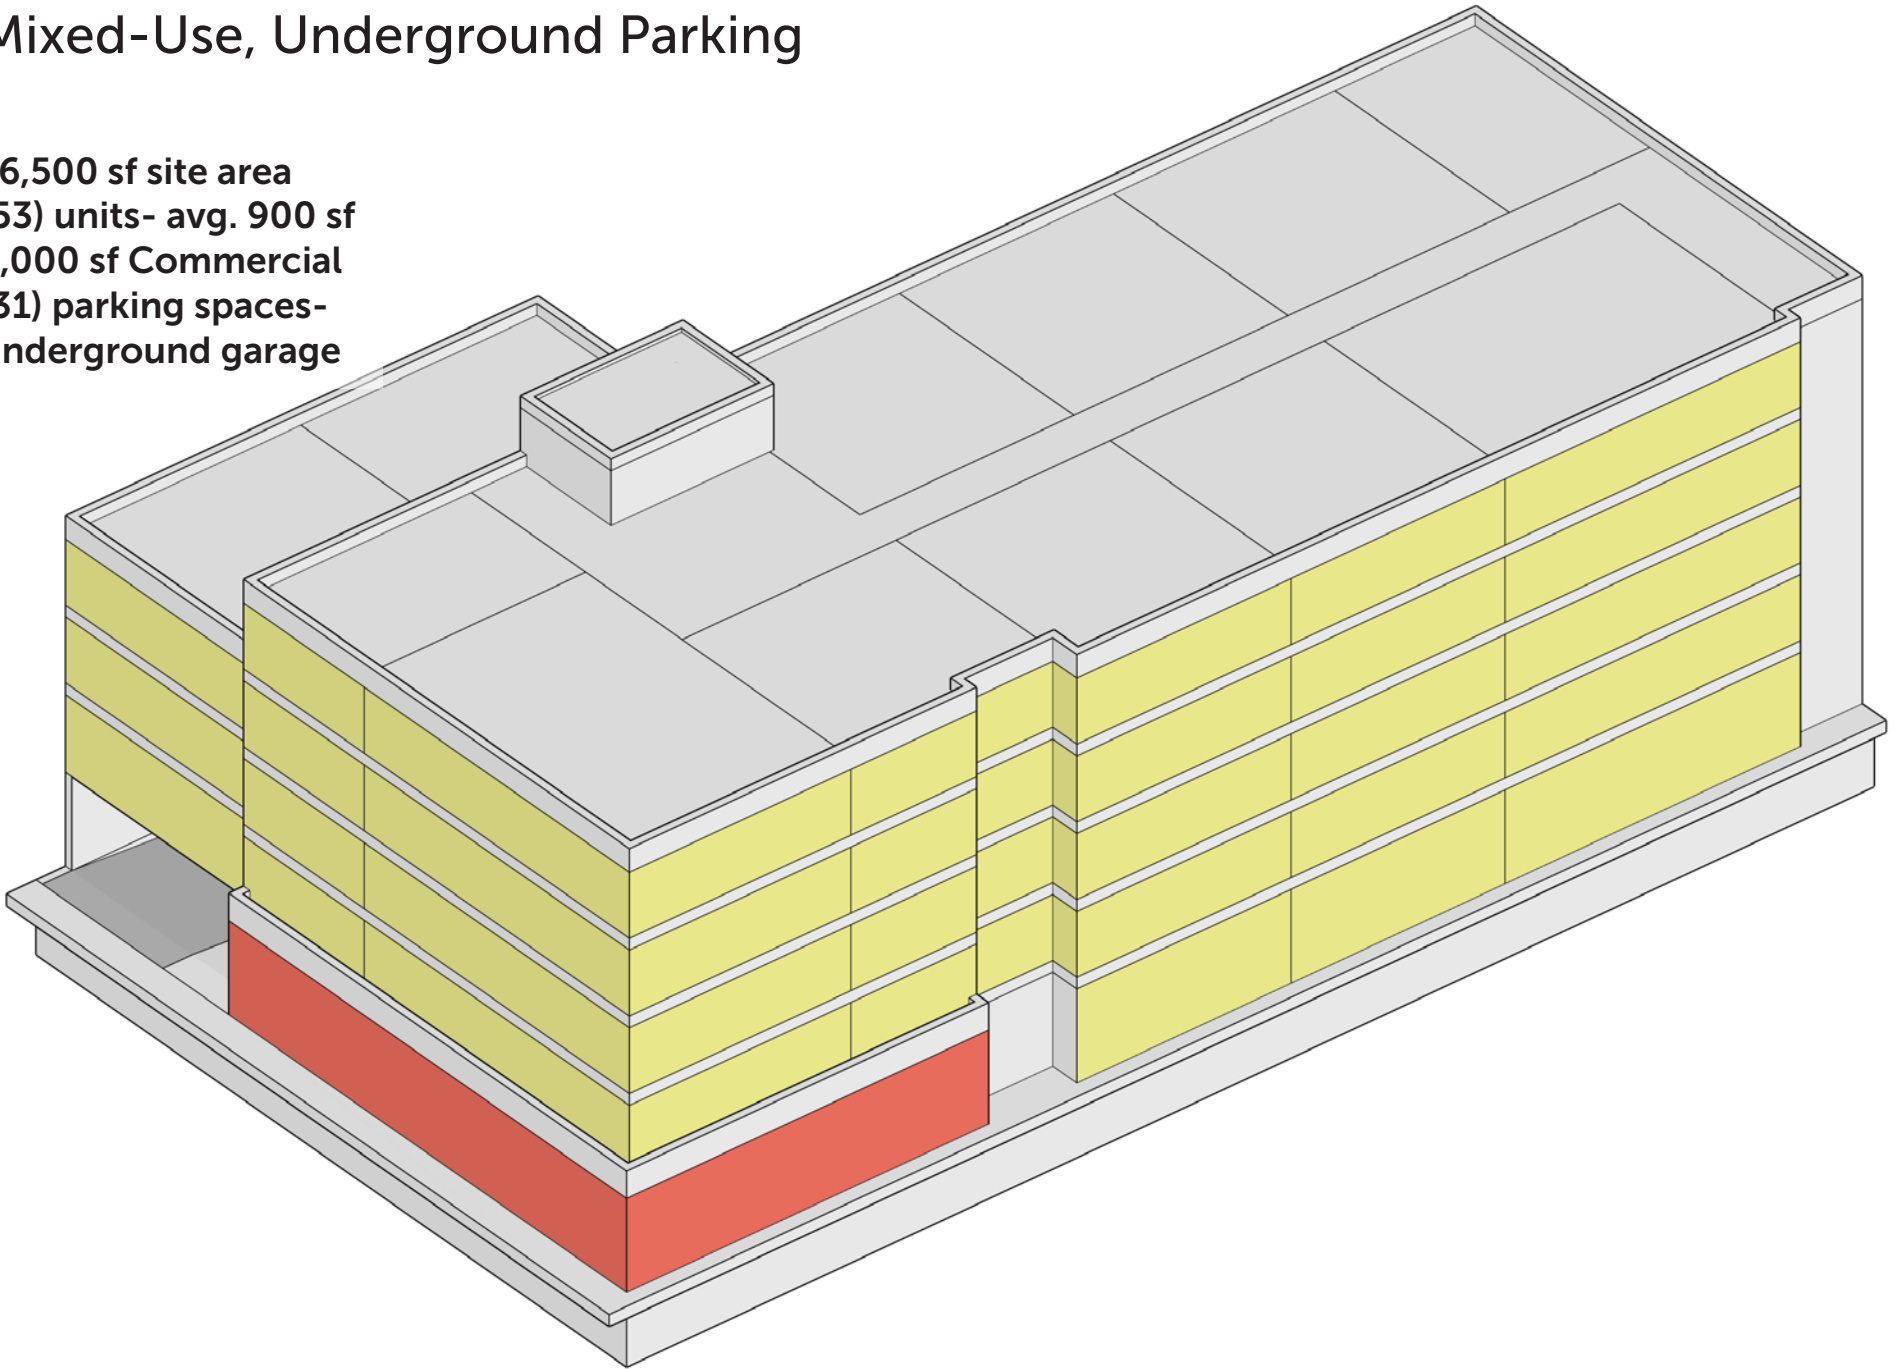 Mixed-Use, Underground Parking
6,500 sf site area
53) units- avg. 900 sf
,000 sf Commercial
31) parking spaces-
nderground garage